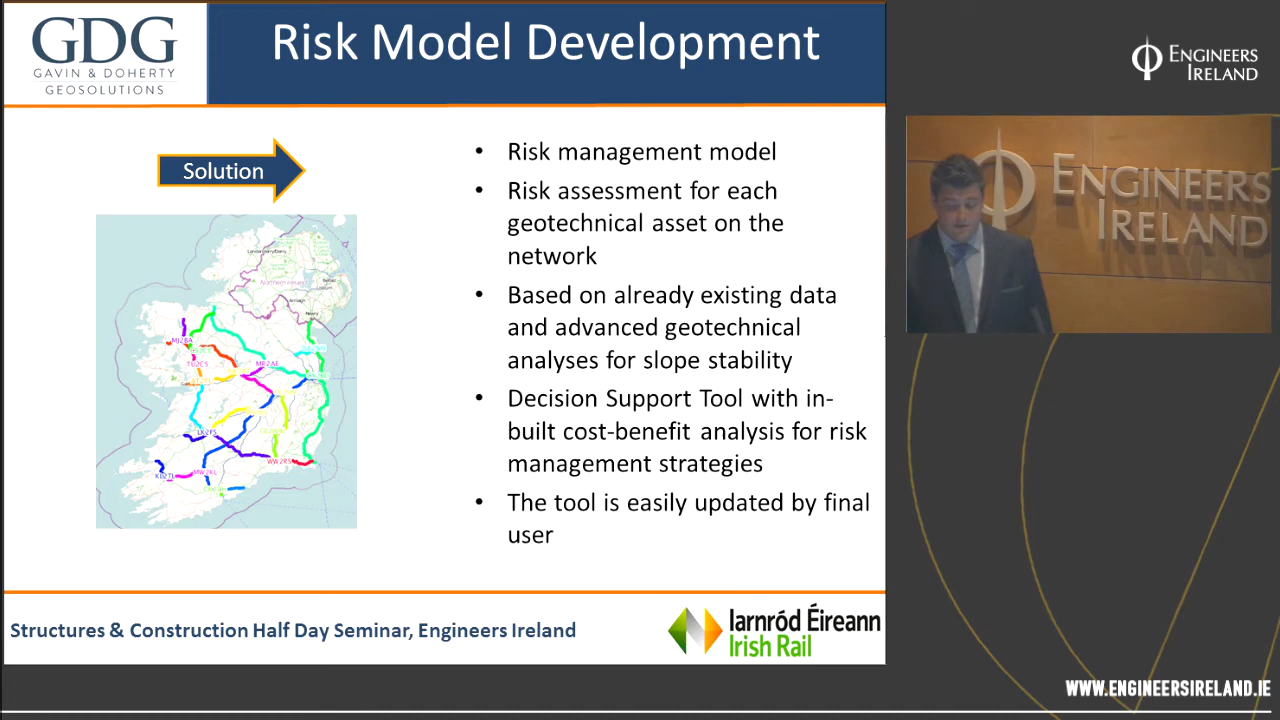 GDG
GAVIN & DOHERTY
GEOSOLUTIONS
Risk Model Development
ENGINEERS
IRELAND
Solution
• Risk management model
• Risk assessment for each
geotechnical asset on the
network
• Based on already existing data
and advanced geotechnical
analyses for slope stability
• Decision Support Tool with in-
built cost-benefit analysis for risk
management strategies
• The tool is easily updated by final
user
ENGINEERS
IRELAND
Structures & Construction Half Day Seminar, Engineers Ireland
Iarnród Éireann
Irish Rail
WWW.ENGINEERSIRELAND.IE